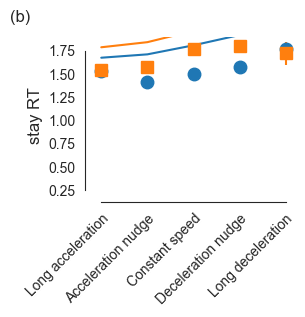 (b)
stay RT
1.75
1.50
1.25
1.00
0.75
0.50
0.25
Long acceleration
Acceleration nudge
Constant speed
Deceleration nudge
Long deceleration